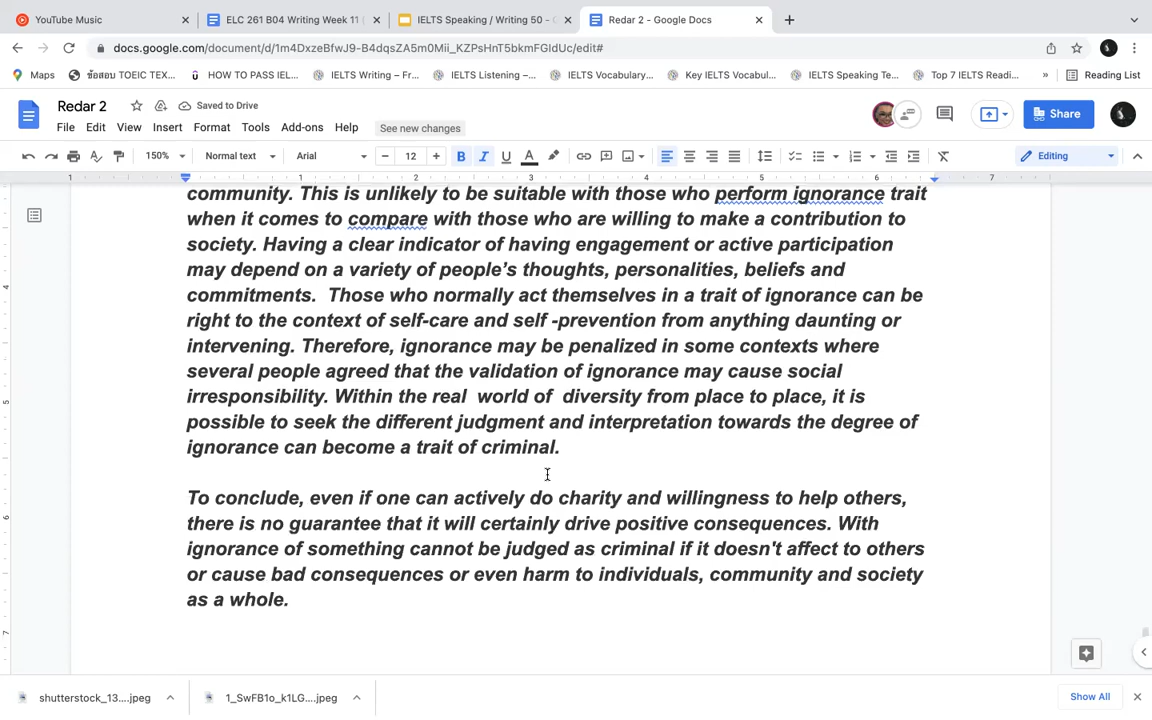 YouTube Music
ELC 261 B04 Writing Week 11
IELTS Speaking / Writing 50 -
Redar 2 - Google Docs
docs.google.com/document/d/1m4DxzeBfwJ9-B4dqsZA5m0Mii_KZPsHnT5bkmFGIdUc/edit#
Maps
ข้อสอบ TOEIC TEX...
HOW TO PASS IEL...
IELTS Writing – Fr...
IELTS Listening –...
IELTS Vocabulary...
Key IELTS Vocabul...
IELTS Speaking Te...
Top 7 IELTS Readi...
»
Reading List
Redar 2
Saved to Drive
File Edit View Insert Format Tools Add-ons Help See new changes
Share
150% Normal text Arial − 12 + B I U A Editing
1 1 2 3 4 5 6 7
community. This is unlikely to be suitable with those who perform ignorance trait
when it comes to compare with those who are willing to make a contribution to
society. Having a clear indicator of having engagement or active participation
may depend on a variety of people’s thoughts, personalities, beliefs and
commitments.  Those who normally act themselves in a trait of ignorance can be
right to the context of self-care and self -prevention from anything daunting or
intervening. Therefore, ignorance may be penalized in some contexts where
several people agreed that the validation of ignorance may cause social
irresponsibility. Within the real  world of  diversity from place to place, it is
possible to seek the different judgment and interpretation towards the degree of
ignorance can become a trait of criminal.
To conclude, even if one can actively do charity and willingness to help others,
there is no guarantee that it will certainly drive positive consequences. With
ignorance of something cannot be judged as criminal if it doesn't affect to others
or cause bad consequences or even harm to individuals, community and society
as a whole.
4
5
6
7
shutterstock_13....jpeg
1_SwFB1o_k1LG....jpeg
Show All